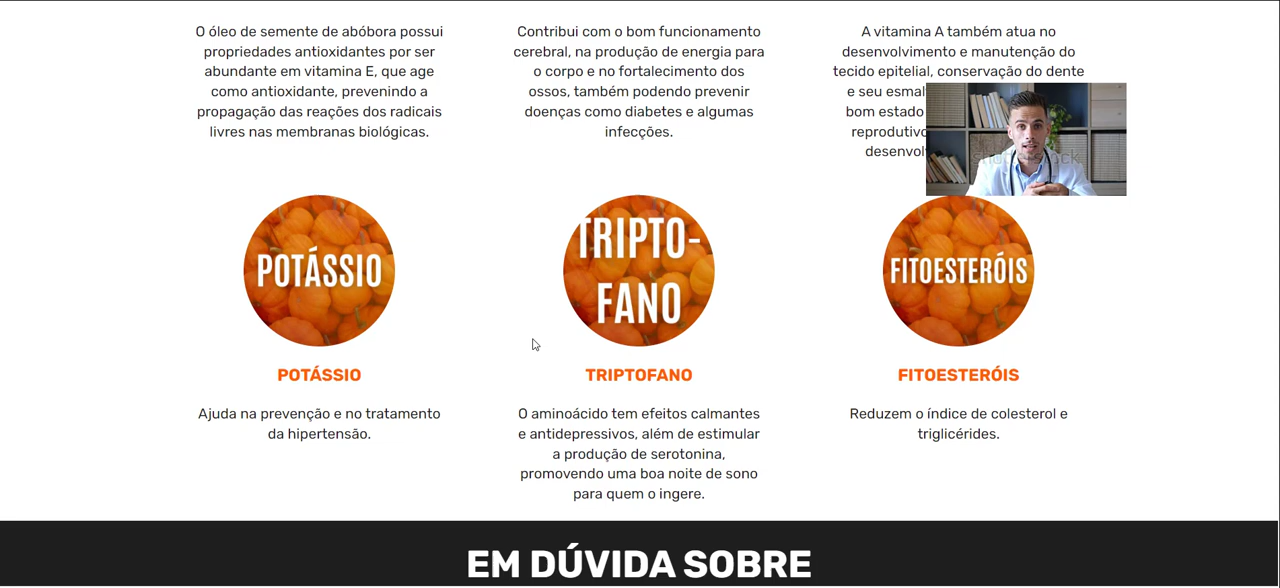 O óleo de semente de abóbora possui
propriedades antioxidantes por ser
abundante em vitamina E, que age
como antioxidante, prevenindo a
propagação das reações dos radicais
livres nas membranas biológicas.
Contribui com o bom funcionamento
cerebral, na produção de energia para
o corpo e no fortalecimento dos
ossos, também podendo prevenir
doenças como diabetes e algumas
infecções.
A vitamina A também atua no
desenvolvimento e manutenção do
tecido epitelial, conservação do dente
e seu
bom estado
POTÁSSIO
TRIPTO-
FANO
FITOESTERÓIS
POTÁSSIO
Ajuda na prevenção e no tratamento
da hipertensão.
TRIPTOFANO
O aminoácido tem efeitos calmantes
e antidepressivos, além de estimular
a produção de serotonina,
promovendo uma boa noite de sono
para quem o ingere.
FITOESTERÓIS
Reduzem o índice de colesterol e
triglicérides.
EM DÚVIDA SOBRE